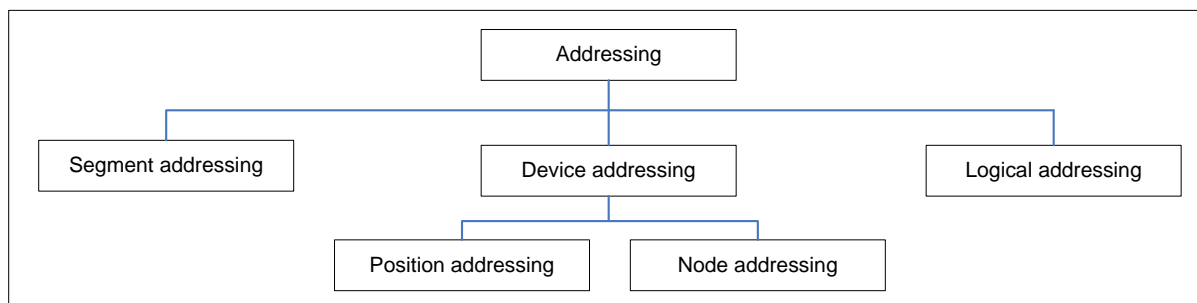 Addressing
Segment addressing
Device addressing
Logical addressing
Position addressing
Node addressing